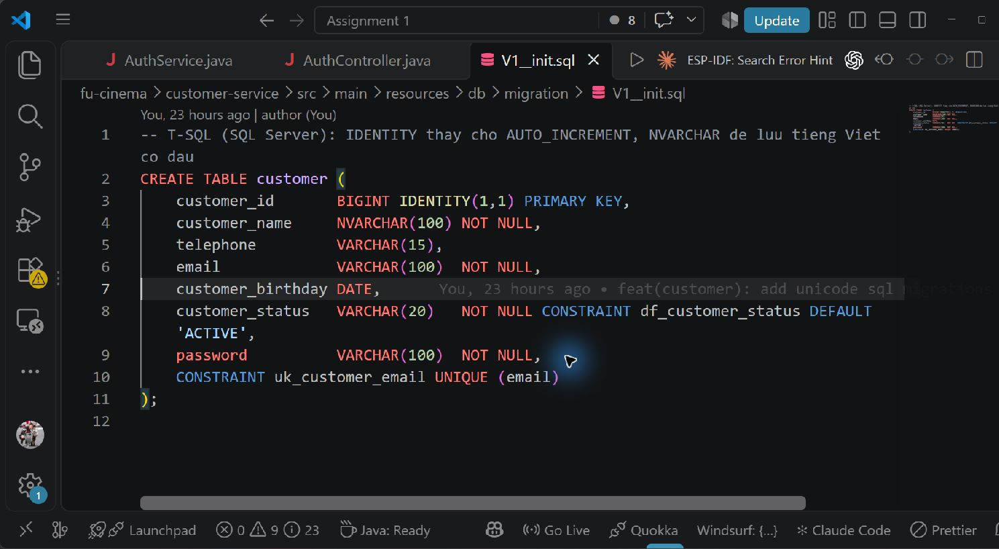 Assignment 1
8
Update
AuthService.java
AuthController.java
V1__init.sql
ESP-IDF: Search Error Hint
fu-cinema > customer-service > src > main > resources > db > migration > V1__init.sql
You, 23 hours ago | author (You)
1 -- T-SQL (SQL Server): IDENTITY thay cho AUTO_INCREMENT, NVARCHAR de luu tieng Viet
co dau
2 CREATE TABLE customer (
3 customer_id BIGINT IDENTITY(1,1) PRIMARY KEY,
4 customer_name NVARCHAR(100) NOT NULL,
5 telephone VARCHAR(15),
6 email VARCHAR(100) NOT NULL,
7 customer_birthday DATE, You, 23 hours ago • feat(customer): add unicode sql migrations
8 customer_status VARCHAR(20) NOT NULL CONSTRAINT df_customer_status DEFAULT
'ACTIVE',
9 password VARCHAR(100) NOT NULL,
10 CONSTRAINT uk_customer_email UNIQUE (email)
11 );
12
1
Launchpad
0 9 23
Java: Ready
Go Live
Quokka
Windsurf: {...}
Claude Code
Prettier